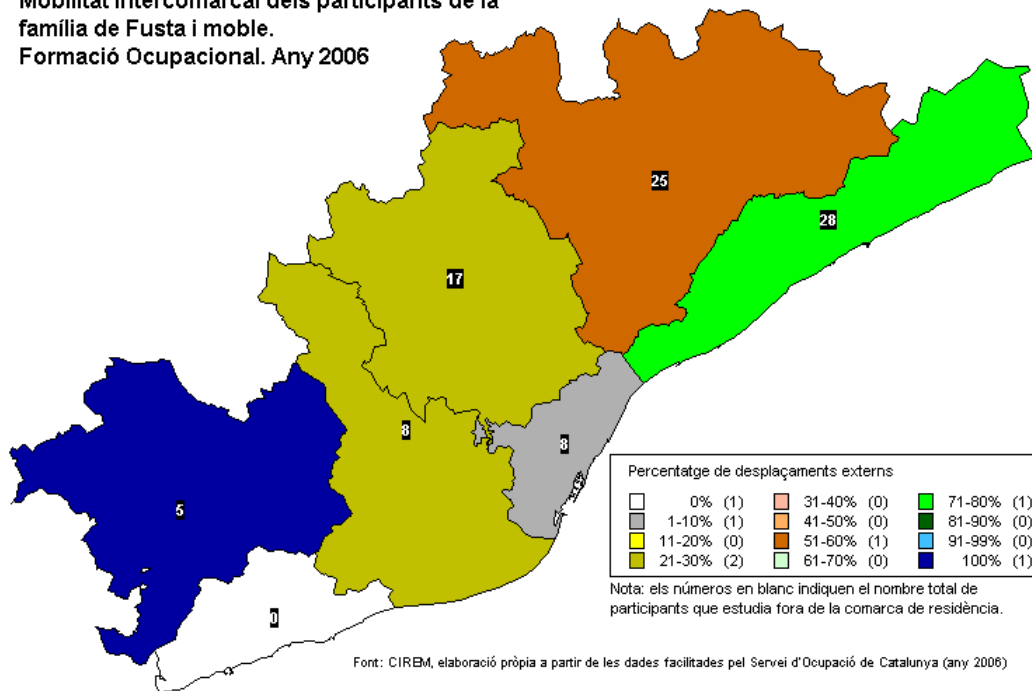 Mobilitat intercomarcal dels participants de la
família de Fusta i moble.
Formació Ocupacional. Any 2006
25
28
17
8
8
5
0
Percentatge de desplaçaments externs
0% (1) 31-40% (0) 71-80% (1)
1-10% (1) 41-50% (0) 81-90% (0)
11-20% (0) 51-60% (1) 91-99% (0)
21-30% (2) 61-70% (0) 100% (1)
Nota: els números en blanc indiquen el nombre total de
participants que estudia fora de la comarca de residència.
Font: CIREM, elaboració pròpia a partir de les dades facilitades pel Servei d'Ocupació de Catalunya (any 2006)